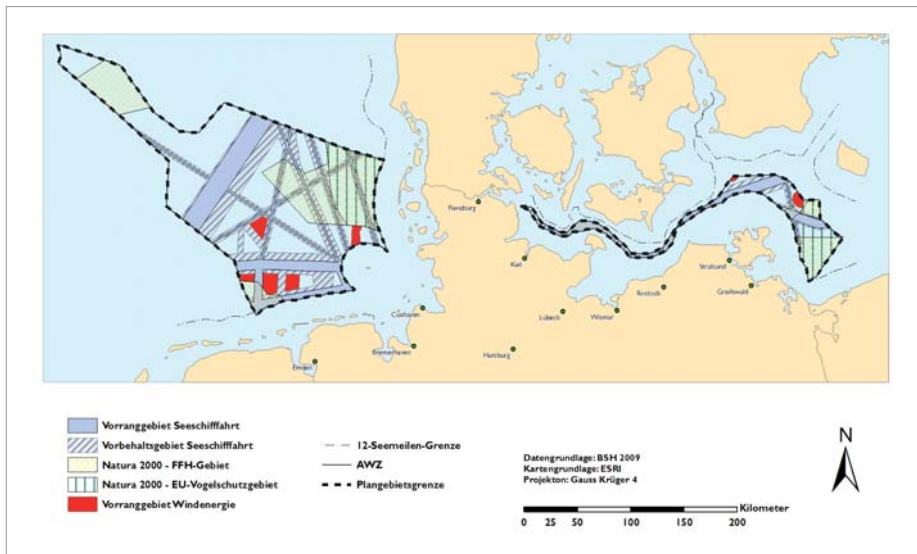 Flensburg
Kiel
Stralsund
Greifswald
Rostock
Cuxhaven
Lübeck
Wismar
Bremerhaven
Hamburg
Emden
Vorranggebiet Seeschifffahrt
Vorbehaltsgebiet Seeschifffahrt
Natura 2000 - FFH-Gebiet
Natura 2000 - EU-Vogelschutzgebiet
Vorranggebiet Windenergie
12-Seemeilen-Grenze
AWZ
Plangebietsgrenze
Datengrundlage: BSH 2009
Kartengrundlage: ESRI
Projekton: Gauss Krüger 4
N
Kilometer
0 25 50 100 150 200